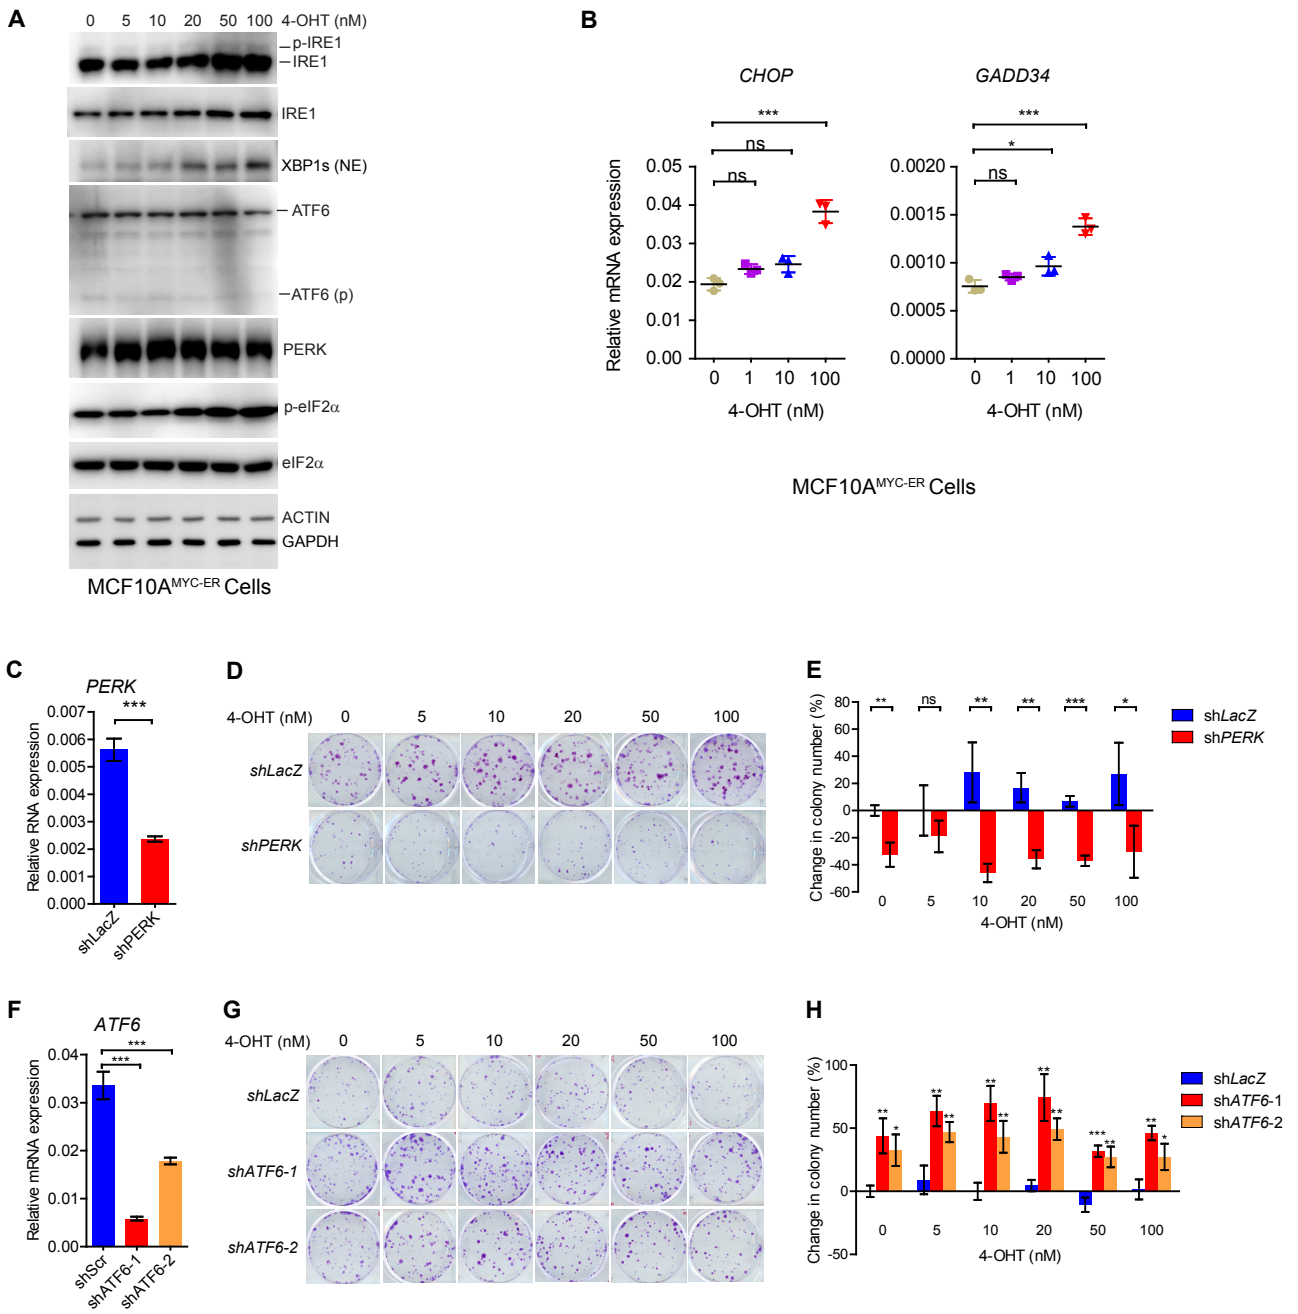 A
0 5 10 20 50 100 4-OHT (nM)
p-IRE1
IRE1
IRE1
XBP1s (NE)
ATF6
ATF6 (p)
PERK
p-eIF2α
eIF2α
ACTIN
GAPDH
MCF10A^MYC-ER Cells
B
CHOP
***
ns
ns
Relative mRNA expression
0.05
0.04
0.03
0.02
0.01
0.00
0 1 10 100
4-OHT (nM)
GADD34
***
*
ns
0.0020
0.0015
0.0010
0.0005
0.0000
0 1 10 100
4-OHT (nM)
MCF10A^MYC-ER Cells
C
PERK
***
Relative RNA expression
0.007
0.006
0.005
0.004
0.003
0.002
0.001
0.000
shLacZ
shPERK
D
4-OHT (nM) 0 5 10 20 50 100
shLacZ
shPERK
E
Change in colony number (%)
80
60
40
20
0
-20
-40
-60
** ns ** ** *** *
0 5 10 20 50 100
4-OHT (nM)
shLacZ
shPERK
F
ATF6
***
***
Relative mRNA expression
0.04
0.03
0.02
0.01
0.00
shScr
shATF6-1
shATF6-2
G
4-OHT (nM) 0 5 10 20 50 100
shLacZ
shATF6-1
shATF6-2
H
Change in colony number (%)
100
50
0
-50
** * ** ** ** ** ** ** *** ** ** *
0 5 10 20 50 100
4-OHT (nM)
shLacZ
shATF6-1
shATF6-2